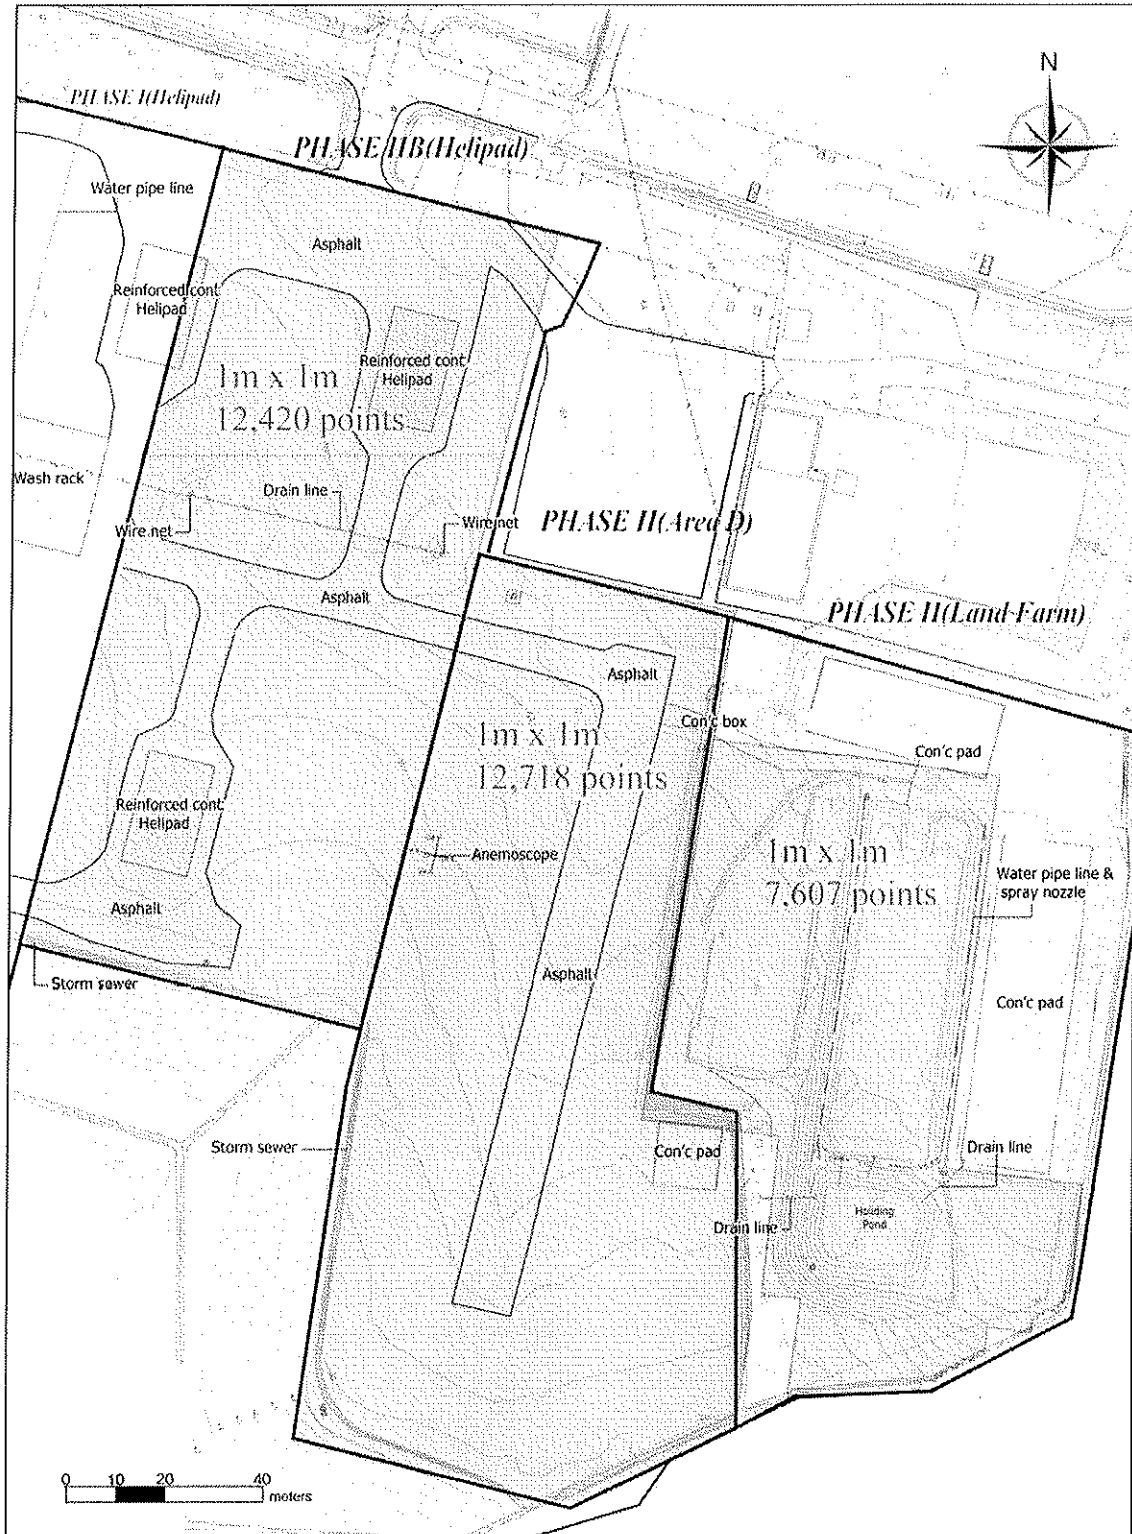 N
PHASE I(Helipad)
PHASE IIB(Helipad)
Water pipe line
Asphalt
Reinforced cont
Helipad
Reinforced cont
Helipad
1m x 1m
12,420 points
Wash rack
Drain line
Wire net
Wire net
PHASE II(Area D)
Asphalt
PHASE II(Land Farm)
Asphalt
Con'c box
1m x 1m
12,718 points
Con'c pad
Reinforced cont
Helipad
Anemoscope
1m x 1m
7,607 points
Water pipe line &
spray nozzle
Asphalt
Asphalt
Storm sewer
Con'c pad
Storm sewer
Con'c pad
Drain line
Holding
Pond
Drain line
0 10 20 40
meters